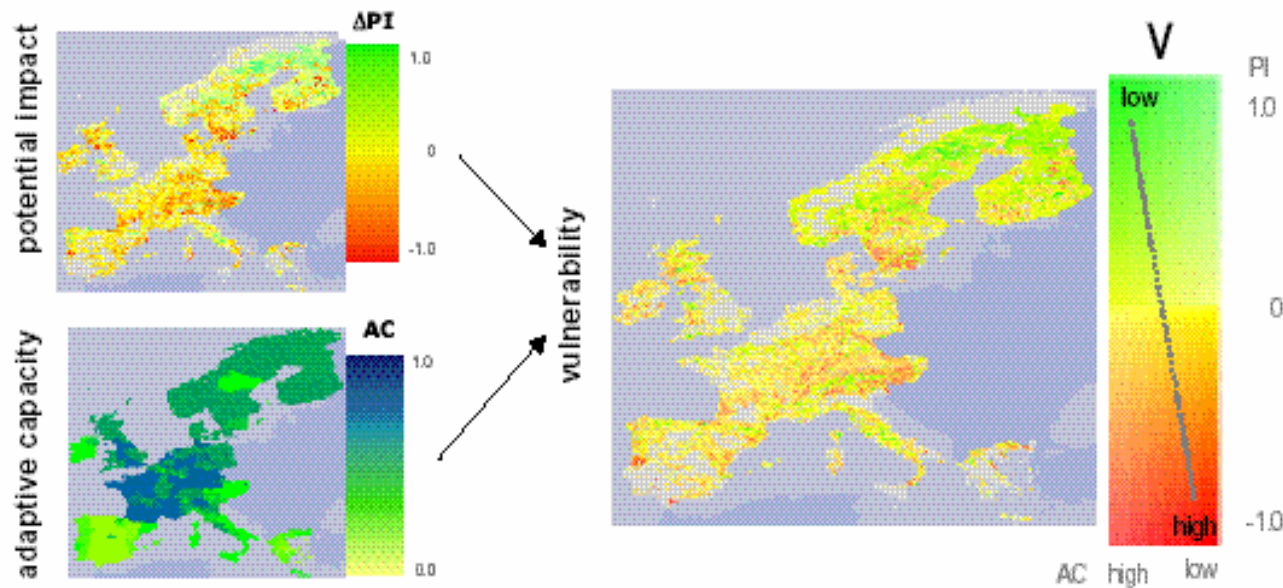 potential impact
ΔPI
1.0
0
-1.0
adaptive capacity
AC
1.0
0.0
vulnerability
V
PI
low
1.0
0
high
-1.0
AC high low